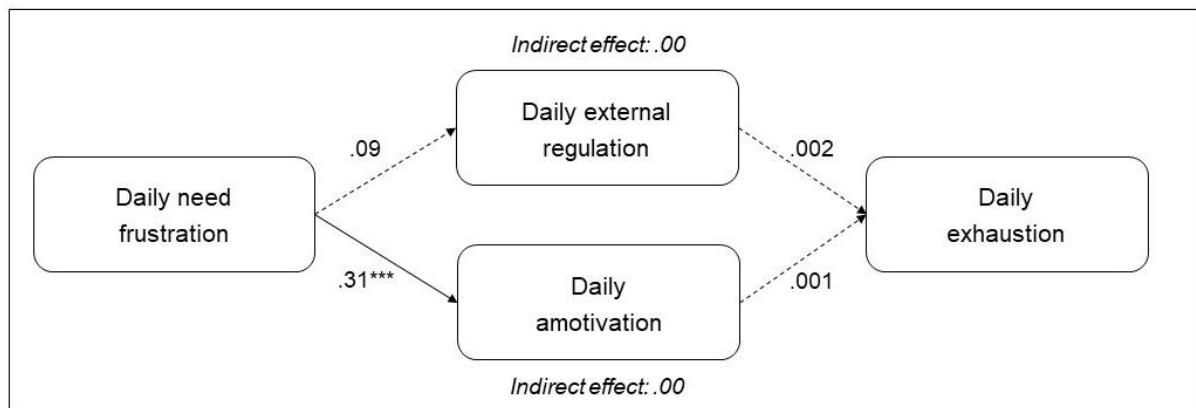 Indirect effect: .00
Daily external
regulation
.09
.002
Daily need
frustration
Daily
exhaustion
.31***
Daily
amotivation
.001
Indirect effect: .00